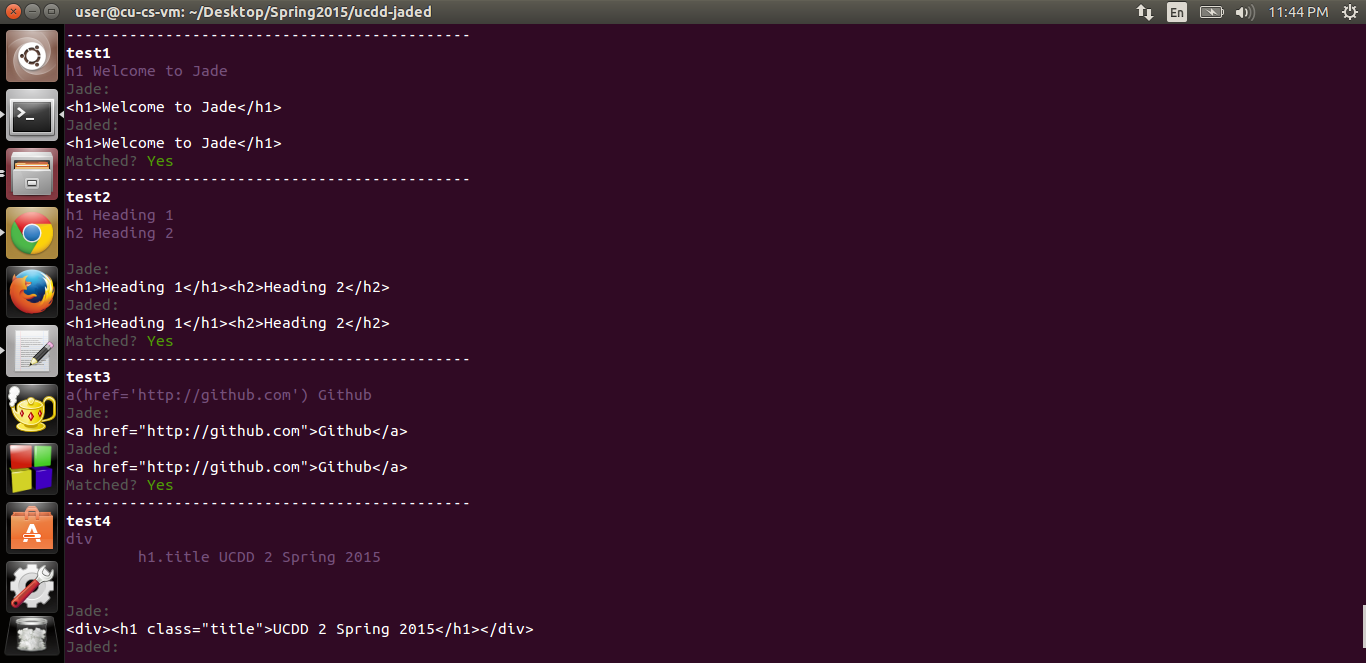 user@cu-cs-vm: ~/Desktop/Spring2015/ucdd-jaded
En
11:44 PM
---------------------------------------------
test1
h1 Welcome to Jade
Jade:
<h1>Welcome to Jade</h1>
Jaded:
<h1>Welcome to Jade</h1>
Matched? Yes
---------------------------------------------
test2
h1 Heading 1
h2 Heading 2
Jade:
<h1>Heading 1</h1><h2>Heading 2</h2>
Jaded:
<h1>Heading 1</h1><h2>Heading 2</h2>
Matched? Yes
---------------------------------------------
test3
a(href='http://github.com') Github
Jade:
<a href="http://github.com">Github</a>
Jaded:
<a href="http://github.com">Github</a>
Matched? Yes
---------------------------------------------
test4
div
        h1.title UCDD 2 Spring 2015
Jade:
<div><h1 class="title">UCDD 2 Spring 2015</h1></div>
Jaded: